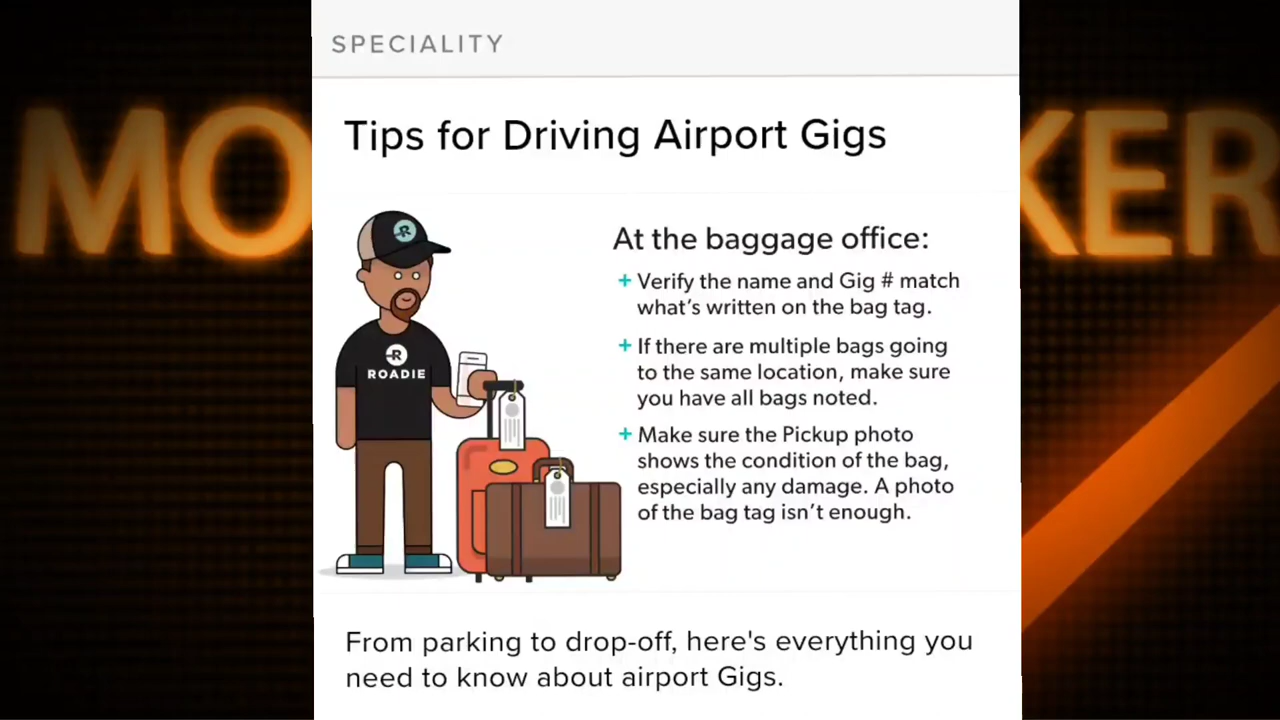 SPECIALITY
MO
KER
Tips for Driving Airport Gigs
R
At the baggage office:
+ Verify the name and Gig # match
what's written on the bag tag.
+ If there are multiple bags going
to the same location, make sure
you have all bags noted.
R
ROADIE
+ Make sure the Pickup photo
shows the condition of the bag,
especially any damage. A photo
of the bag tag isn't enough.
From parking to drop-off, here's everything you
need to know about airport Gigs.